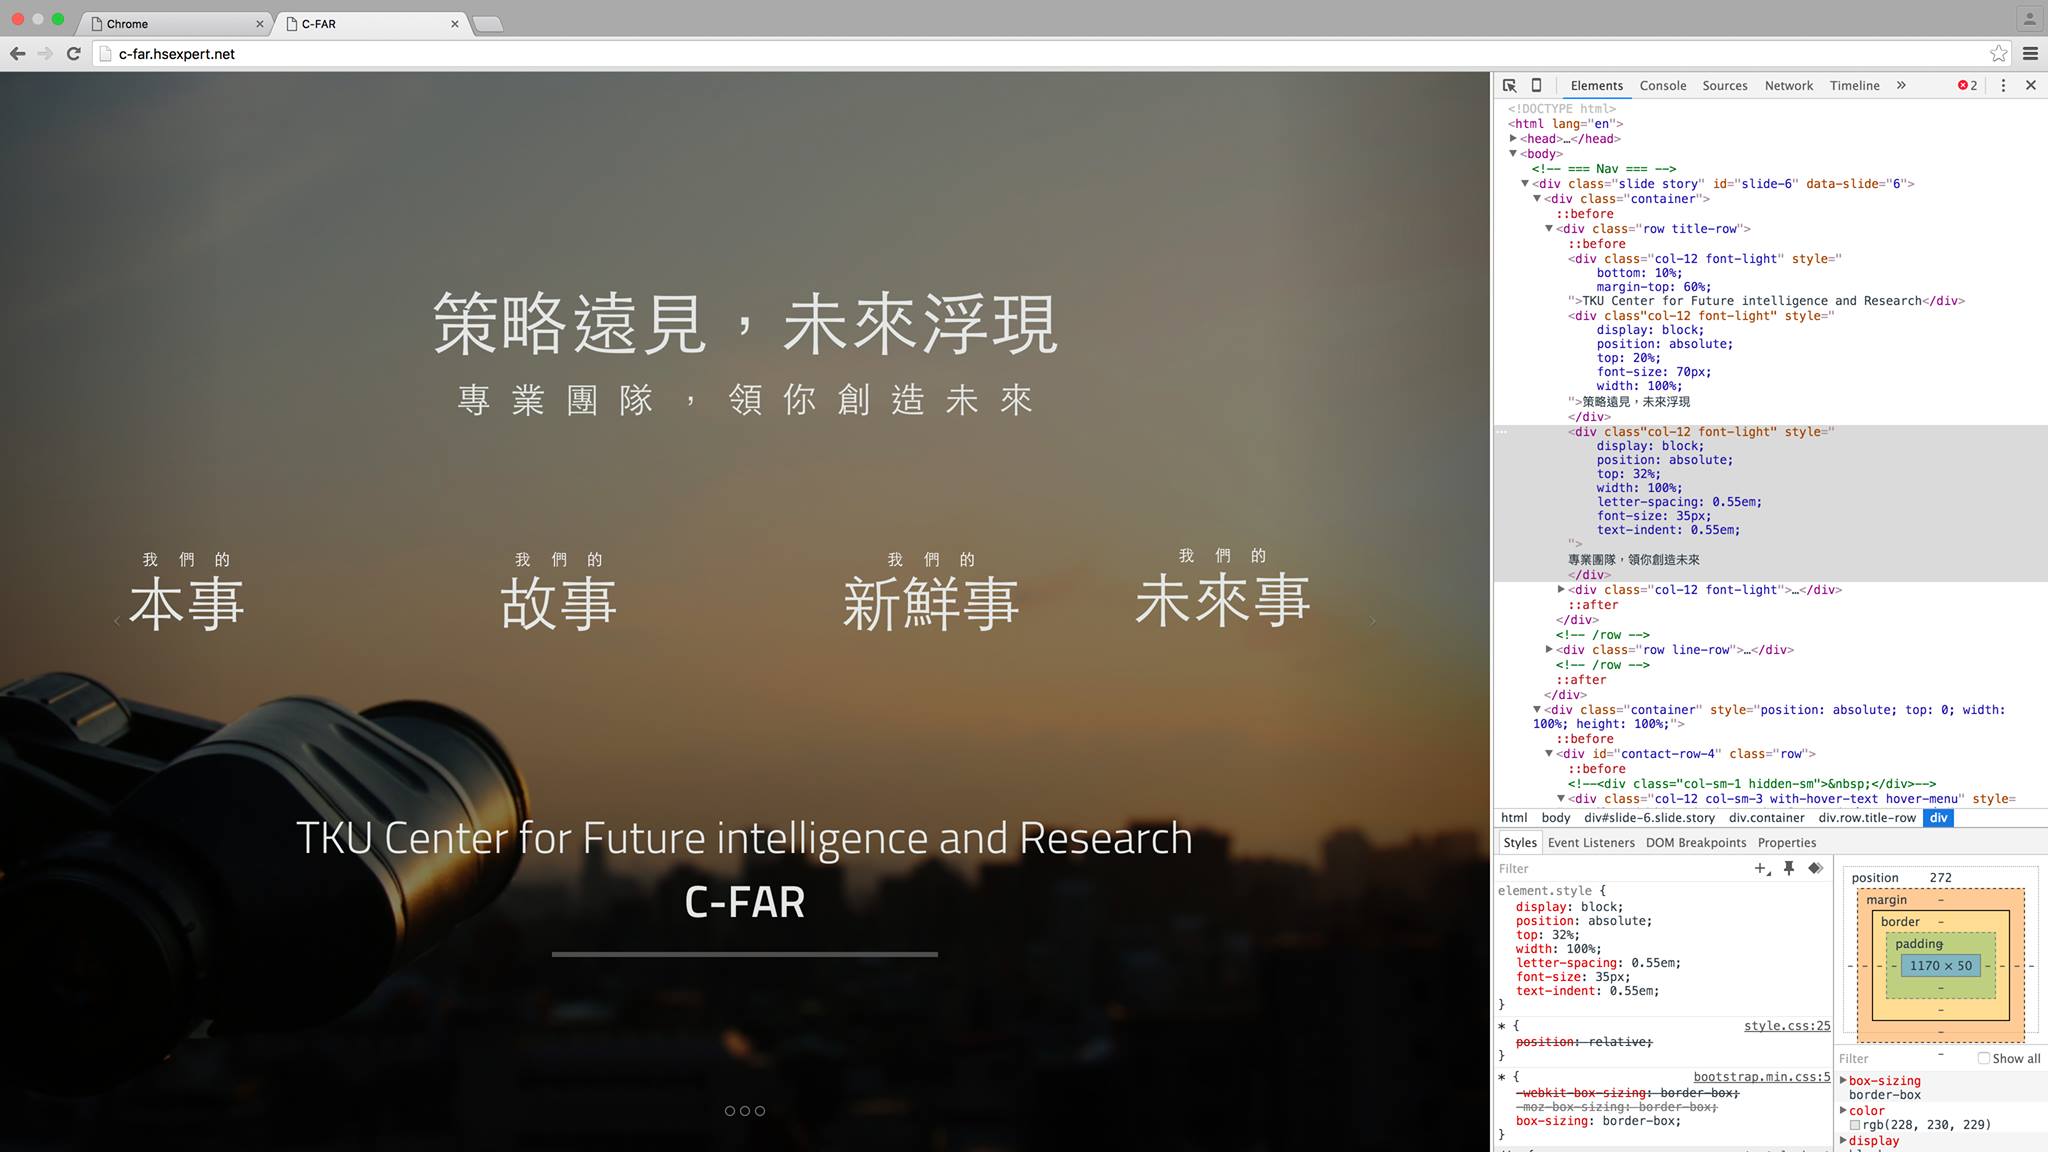 Chrome
C-FAR
c-far.hsexpert.net
策略遠見，未來浮現
專業團隊，領你創造未來
我們的
本事
我們的
故事
我們的
新鮮事
我們的
未來事
TKU Center for Future intelligence and Research
C-FAR
Elements Console Sources Network Timeline » 2
<!DOCTYPE html>
<html lang="en">
<head>…</head>
<body>
<!-- === Nav === -->
<div class="slide story" id="slide-6" data-slide="6">
<div class="container">
::before
<div class="row title-row">
::before
<div class="col-12 font-light" style="
bottom: 10%;
margin-top: 60%;
">TKU Center for Future intelligence and Research</div>
<div class"col-12 font-light" style="
display: block;
position: absolute;
top: 20%;
font-size: 70px;
width: 100%;
">策略遠見，未來浮現
</div>
<div class"col-12 font-light" style="
display: block;
position: absolute;
top: 32%;
width: 100%;
letter-spacing: 0.55em;
font-size: 35px;
text-indent: 0.55em;
">
專業團隊，領你創造未來
</div>
<div class="col-12 font-light">…</div>
::after
</div>
<!-- /row -->
<div class="row line-row">…</div>
<!-- /row -->
::after
</div>
<div class="container" style="position: absolute; top: 0; width:
100%; height: 100%;">
::before
<div id="contact-row-4" class="row">
::before
<!--<div class="col-sm-1 hidden-sm">&nbsp;</div>-->
<div class="col-12 col-sm-3 with-hover-text hover-menu" style=
html body div#slide-6.slide.story div.container div.row.title-row div
Styles Event Listeners DOM Breakpoints Properties
Filter
element.style {
display: block;
position: absolute;
top: 32%;
width: 100%;
letter-spacing: 0.55em;
font-size: 35px;
text-indent: 0.55em;
}
* { style.css:25
position: relative;
}
* { bootstrap.min.css:5
-webkit-box-sizing: border-box;
-moz-box-sizing: border-box;
box-sizing: border-box;
}
position 272
margin -
border -
padding -
1170 × 50
Filter Show all
box-sizing
border-box
color
rgb(228, 230, 229)
display